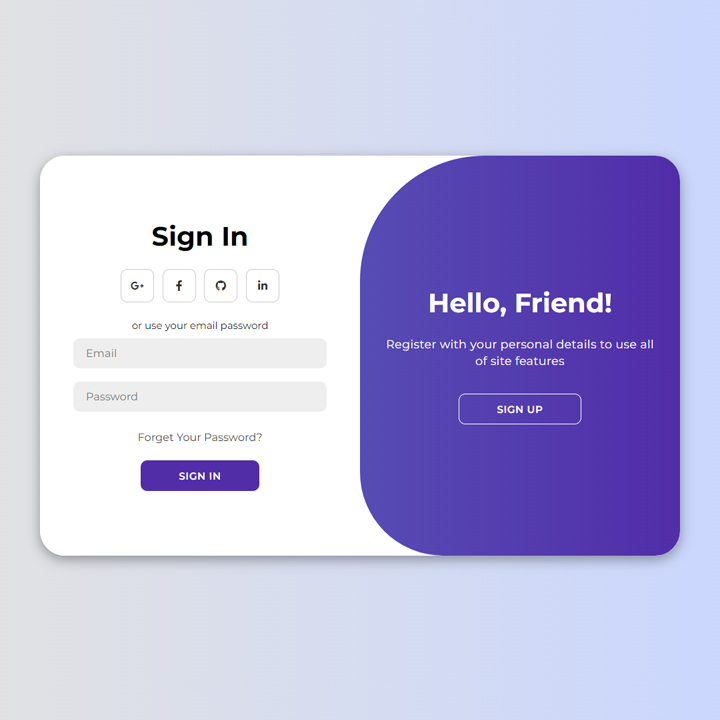 Sign In
G+ f in
or use your email password
Email
Password
Forget Your Password?
SIGN IN
Hello, Friend!
Register with your personal details to use all
of site features
SIGN UP